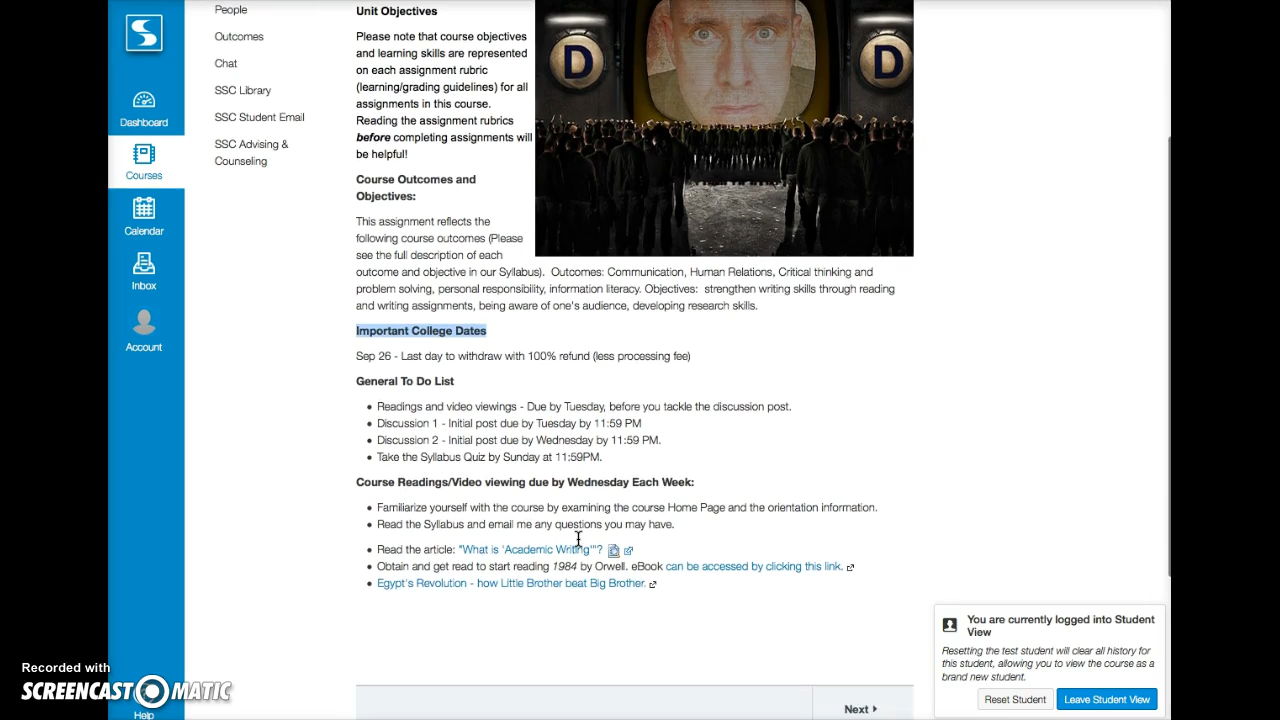 People
Outcomes
Chat
SSC Library
SSC Student Email
SSC Advising &
Counseling
Dashboard
Courses
Calendar
Inbox
Account
Help
Unit Objectives
Please note that course objectives
and learning skills are represented
on each assignment rubric
(learning/grading guidelines) for all
assignments in this course.
Reading the assignment rubrics
before completing assignments will
be helpful!
D
D
Course Outcomes and
Objectives:
This assignment reflects the
following course outcomes (Please
see the full description of each
outcome and objective in our Syllabus). Outcomes: Communication, Human Relations, Critical thinking and
problem solving, personal responsibility, information literacy. Objectives: strengthen writing skills through reading
and writing assignments, being aware of one's audience, developing research skills.
Important College Dates
Sep 26 - Last day to withdraw with 100% refund (less processing fee)
General To Do List
Readings and video viewings - Due by Tuesday, before you tackle the discussion post.
Discussion 1 - Initial post due by Tuesday by 11:59 PM
Discussion 2 - Initial post due by Wednesday by 11:59 PM.
Take the Syllabus Quiz by Sunday at 11:59PM.
Course Readings/Video viewing due by Wednesday Each Week:
Familiarize yourself with the course by examining the course Home Page and the orientation information.
Read the Syllabus and email me any questions you may have.
Read the article: "What is 'Academic Writing'"?
Obtain and get read to start reading 1984 by Orwell. eBook can be accessed by clicking this link.
Egypt's Revolution - how Little Brother beat Big Brother.
Next
You are currently logged into Student
View
Resetting the test student will clear all history for
this student, allowing you to view the course as a
brand new student.
Reset Student
Leave Student View
Recorded with
SCREENCAST MATIC